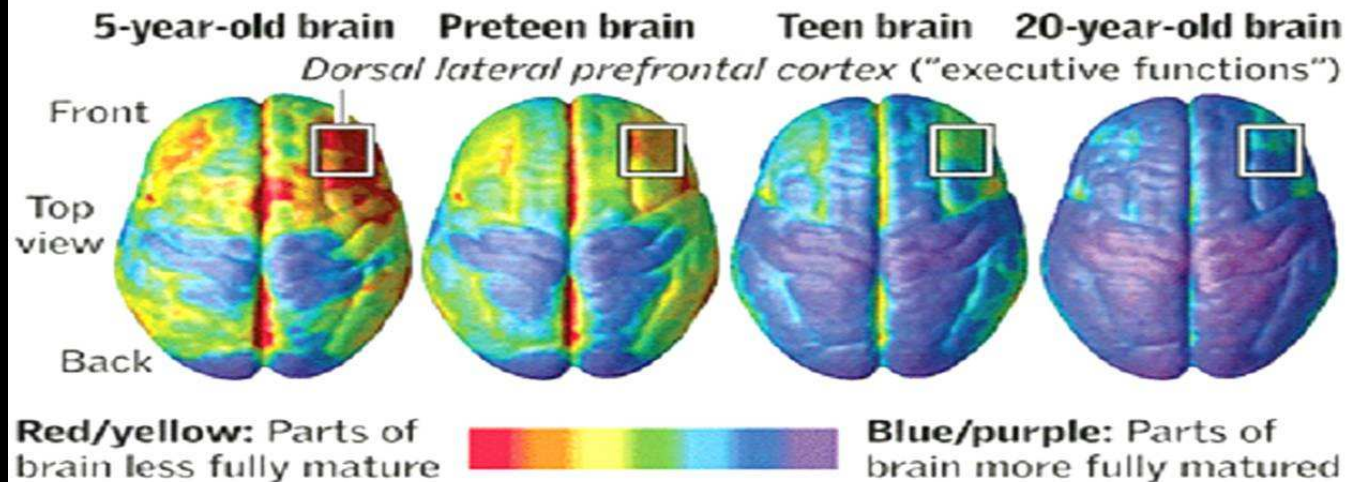 5-year-old brain Preteen brain Teen brain 20-year-old brain
Dorsal lateral prefrontal cortex ("executive functions")
Front
Top
view
Back
Red/yellow: Parts of
brain less fully mature
Blue/purple: Parts of
brain more fully matured